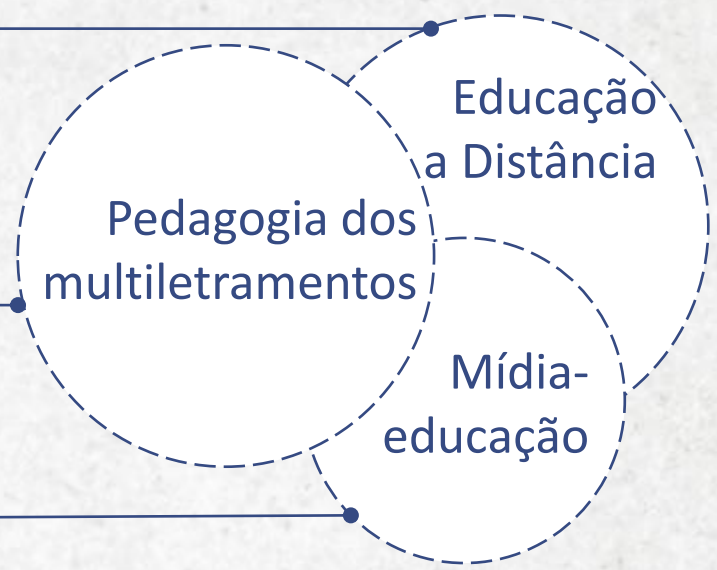 Educação
a Distância
Pedagogia dos
multiletramentos
Mídia-
educação